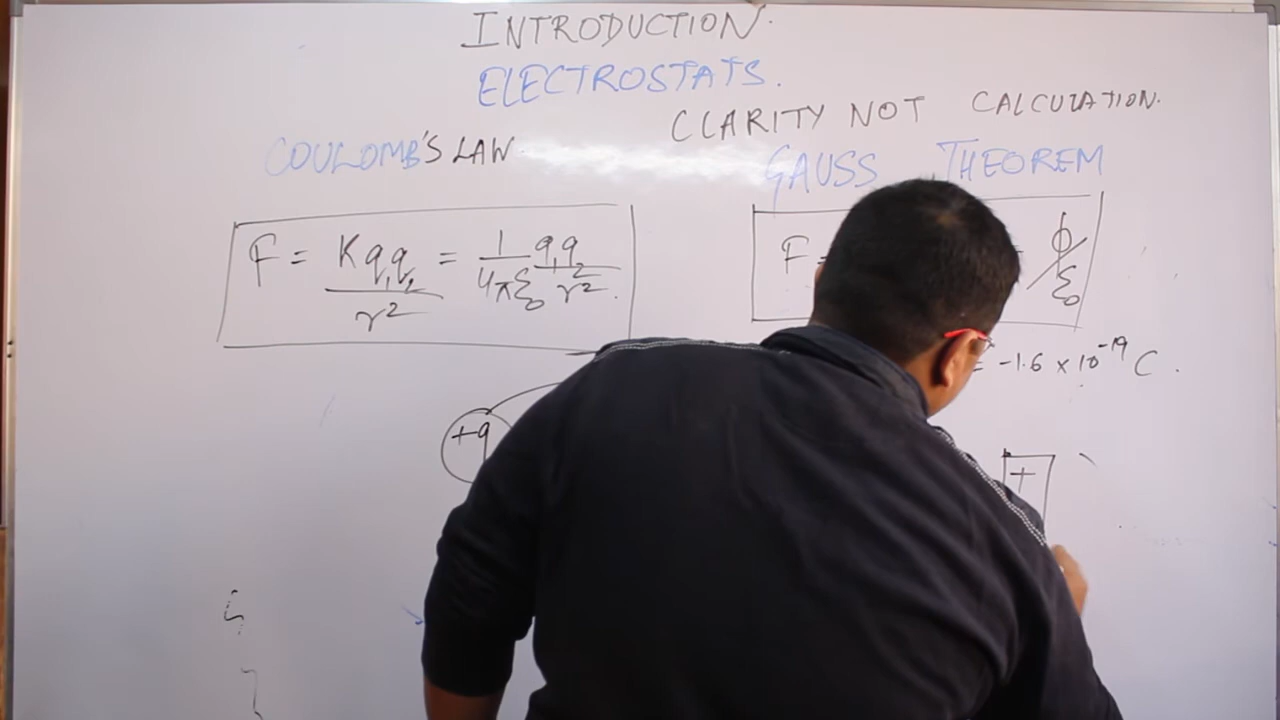 INTRODUCTION.
ELECTROSTATS.
CLARITY NOT CALCULATION.
COULOMB'S LAW
GAUSS THEOREM
F = Kq₁q₂/r² = 1/4πξ₀ q₁q₂/r².
F =
ϕ/ξ₀
= -1.6 × 10⁻¹⁹ C.
+q
+